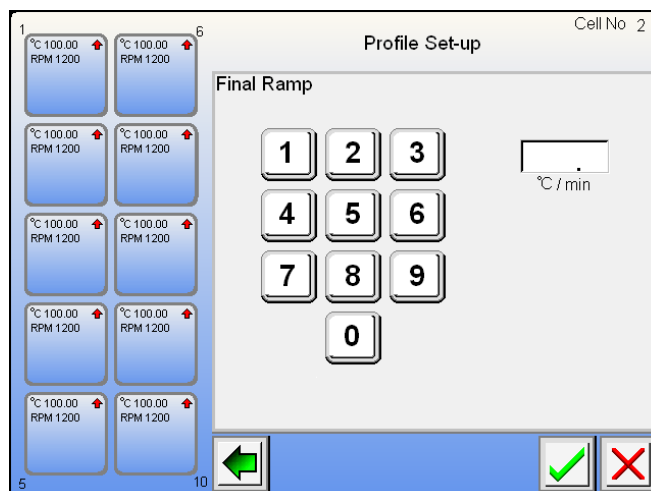 Cell No 2
Profile Set-up
1
6
°C 100.00
RPM 1200
°C 100.00
RPM 1200
°C 100.00
RPM 1200
°C 100.00
RPM 1200
°C 100.00
RPM 1200
°C 100.00
RPM 1200
°C 100.00
RPM 1200
°C 100.00
RPM 1200
°C 100.00
RPM 1200
°C 100.00
RPM 1200
5
10
Final Ramp
1 2 3
4 5 6
7 8 9
0
.
°C / min